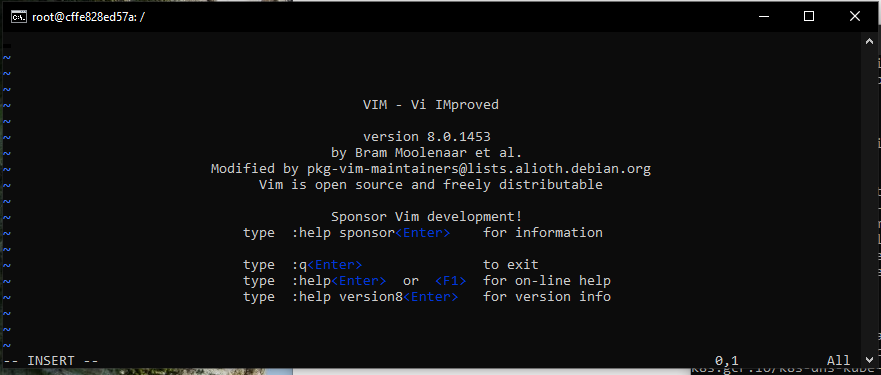 root@cffe828ed57a: /
~
~
~
VIM - Vi IMproved
~
~
version 8.0.1453
~
by Bram Moolenaar et al.
~
Modified by pkg-vim-maintainers@lists.alioth.debian.org
~
Vim is open source and freely distributable
~
~
Sponsor Vim development!
~
type :help sponsor<Enter> for information
~
~
type :q<Enter> to exit
~
type :help<Enter> or <F1> for on-line help
~
type :help version8<Enter> for version info
~
~
~
~
-- INSERT -- 0,1 All
k8s.gcr.io/k8s-dns-kube-